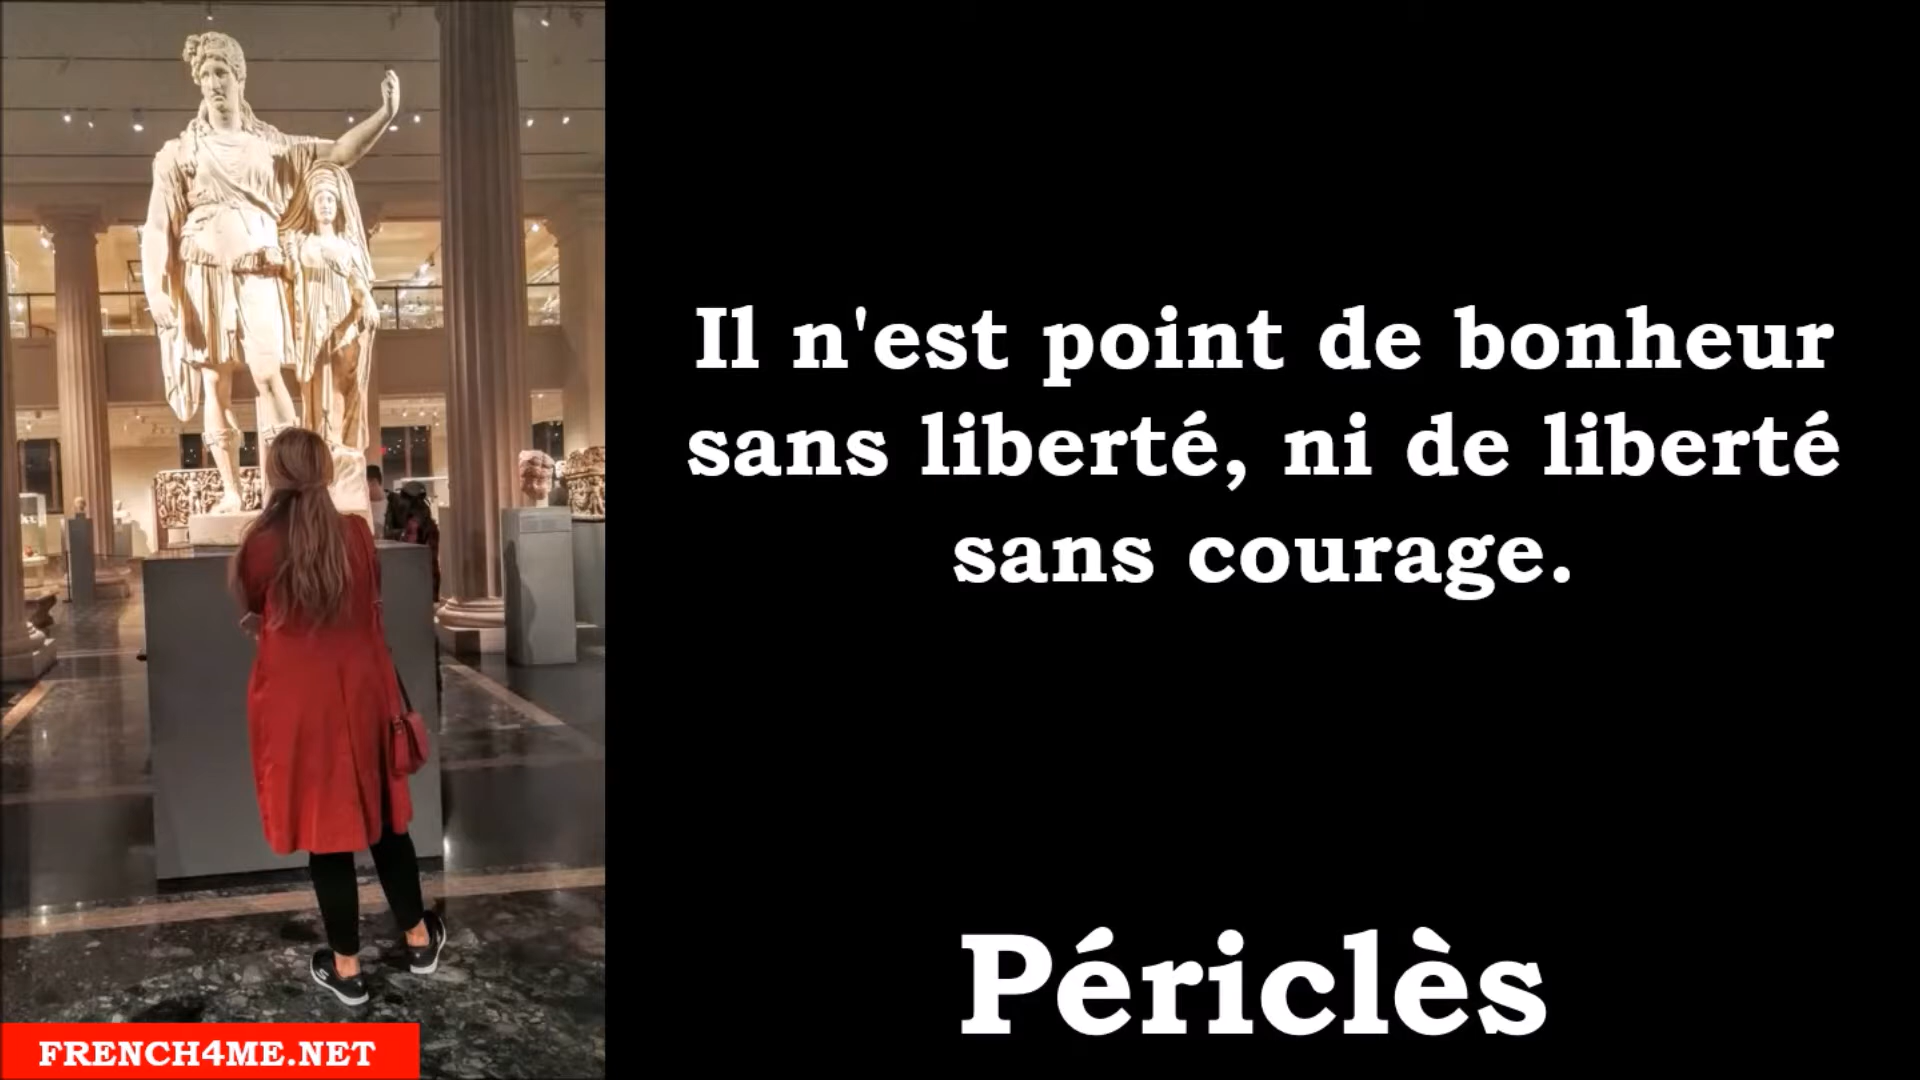 Il n'est point de bonheur
sans liberté, ni de liberté
sans courage.
Périclès
FRENCH4ME.NET